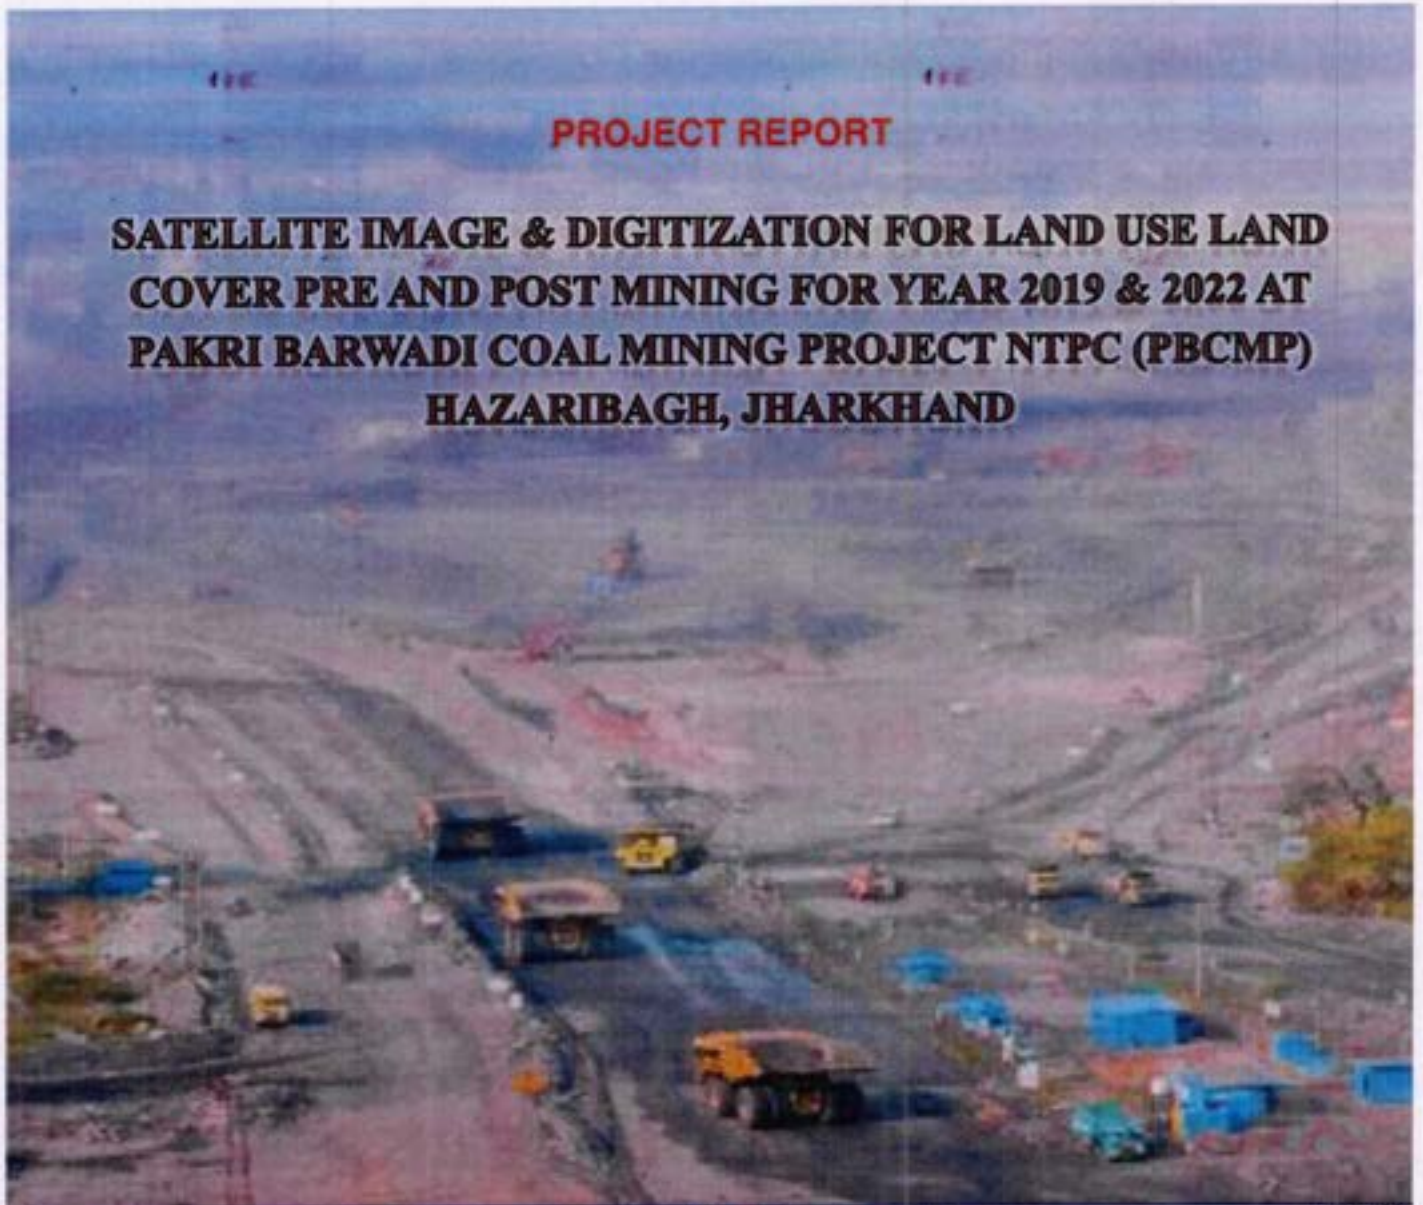 PROJECT REPORT
SATELLITE IMAGE & DIGITIZATION FOR LAND USE LAND
COVER PRE AND POST MINING FOR YEAR 2019 & 2022 AT
PAKRI BARWADI COAL MINING PROJECT NTPC (PBCMP)
HAZARIBAGH, JHARKHAND